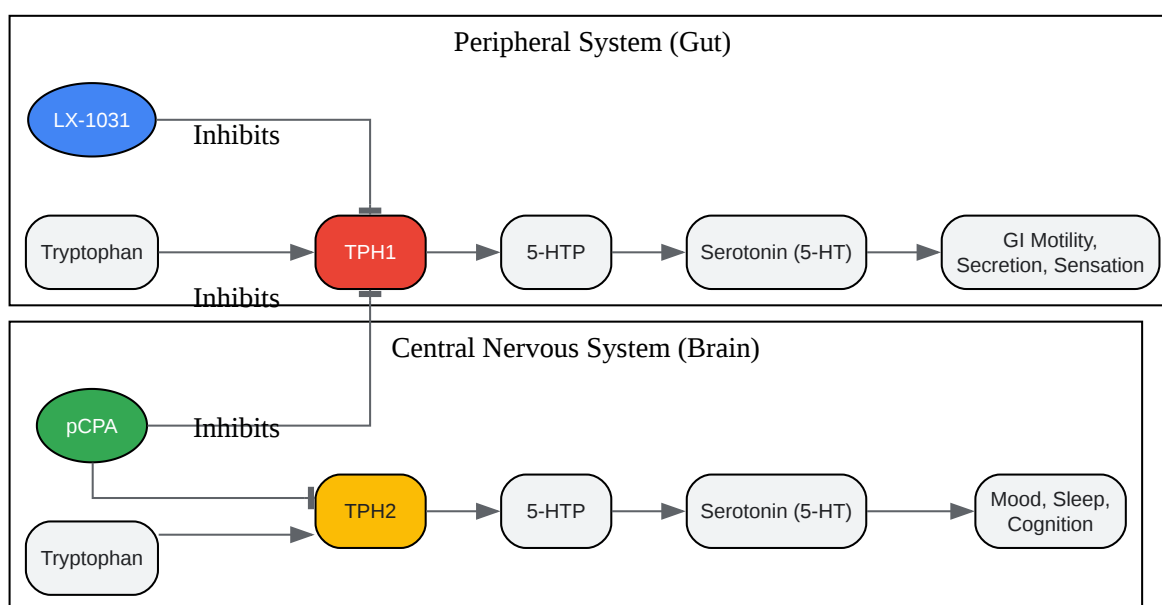 Peripheral System (Gut)
LX-1031
Inhibits
Tryptophan
TPH1
5-HTP
Serotonin (5-HT)
GI Motility,
Secretion, Sensation
Inhibits
Central Nervous System (Brain)
pCPA
Inhibits
TPH2
5-HTP
Serotonin (5-HT)
Mood, Sleep,
Cognition
Tryptophan